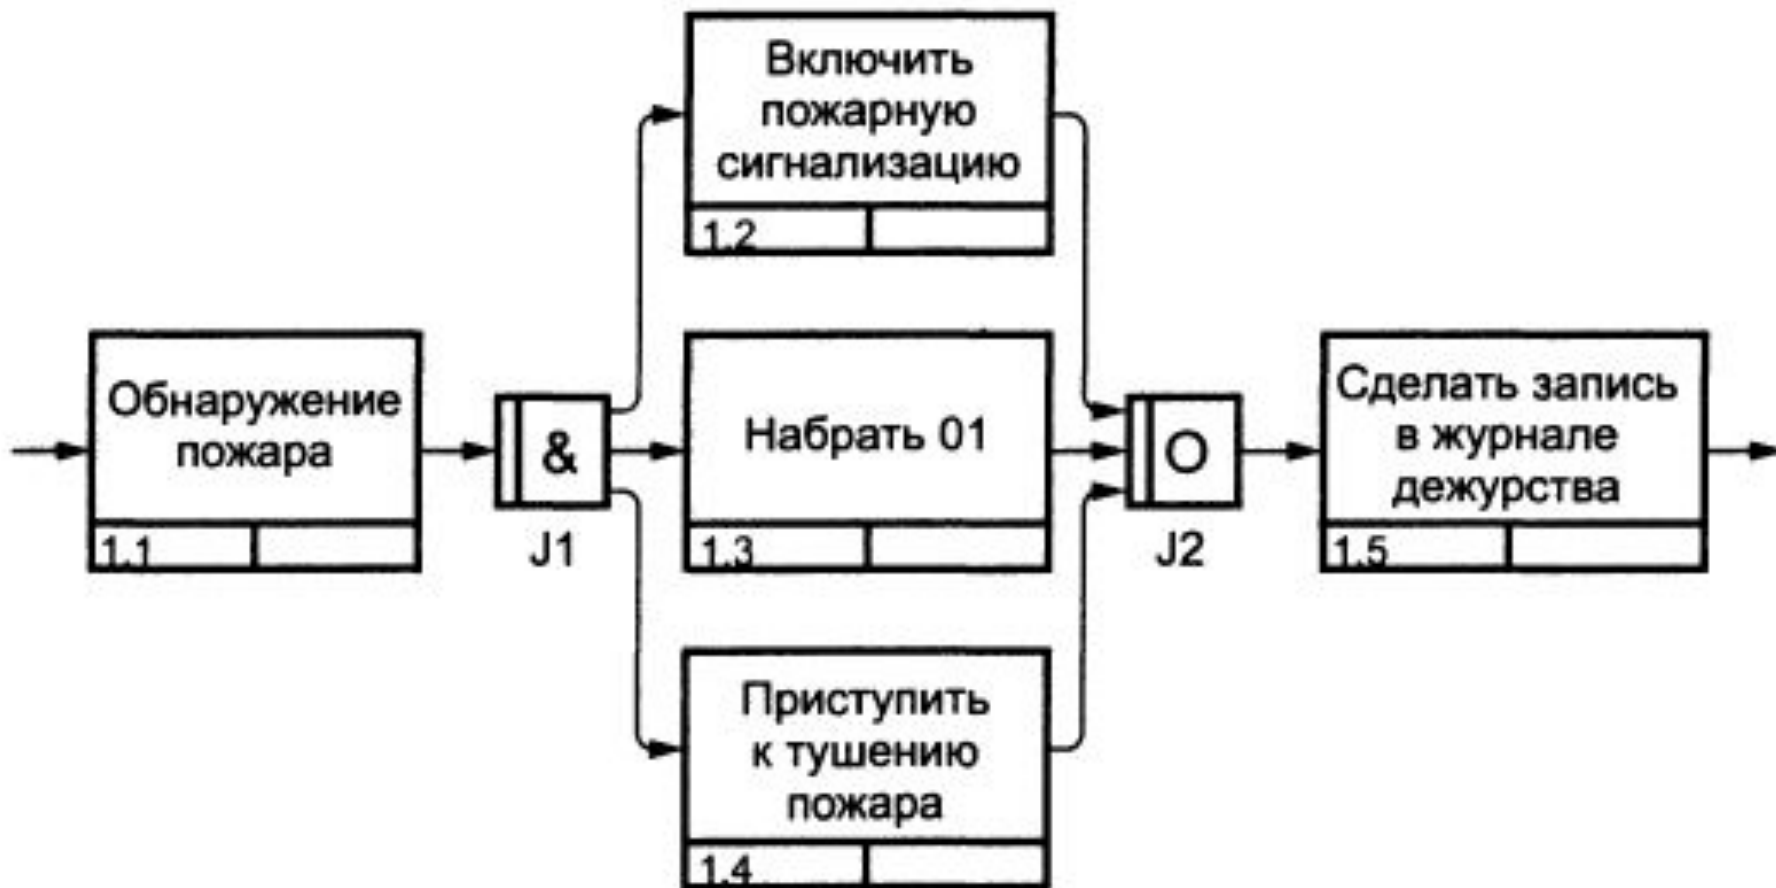 Включить
пожарную
сигнализацию
1.2
Обнаружение
пожара
1.1
&
J1
Набрать 01
1.3
O
J2
Сделать запись
в журнале
дежурства
1.5
Приступить
к тушению
пожара
1.4